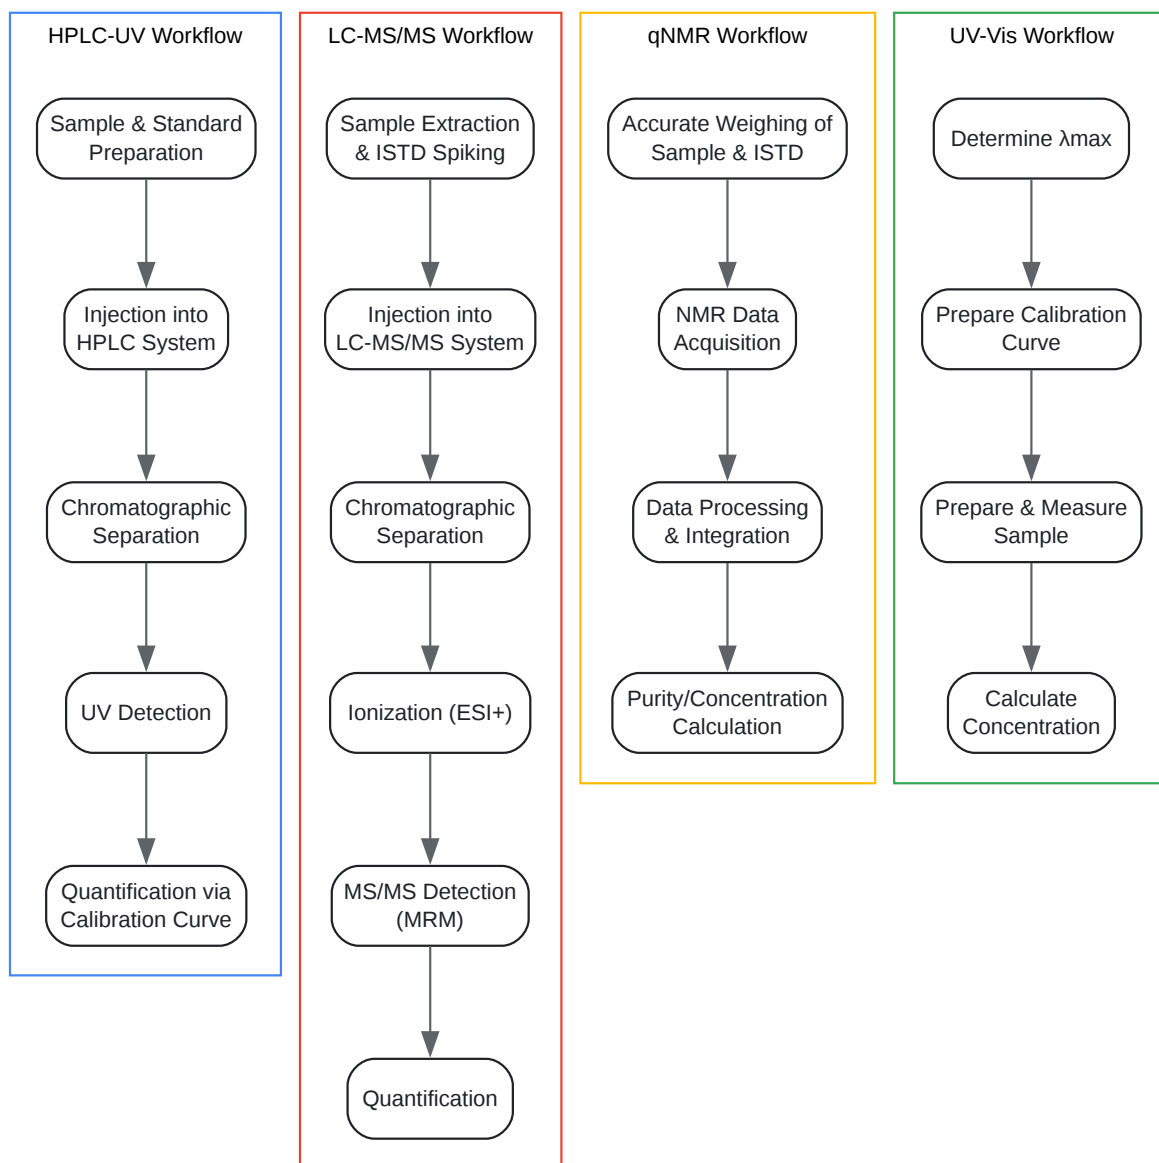 HPLC-UV Workflow
Sample & Standard
Preparation
Injection into
HPLC System
Chromatographic
Separation
UV Detection
Quantification via
Calibration Curve
LC-MS/MS Workflow
Sample Extraction
& ISTD Spiking
Injection into
LC-MS/MS System
Chromatographic
Separation
Ionization (ESI+)
MS/MS Detection
(MRM)
Quantification
qNMR Workflow
Accurate Weighing of
Sample & ISTD
NMR Data
Acquisition
Data Processing
& Integration
Purity/Concentration
Calculation
UV-Vis Workflow
Determine λmax
Prepare Calibration
Curve
Prepare & Measure
Sample
Calculate
Concentration